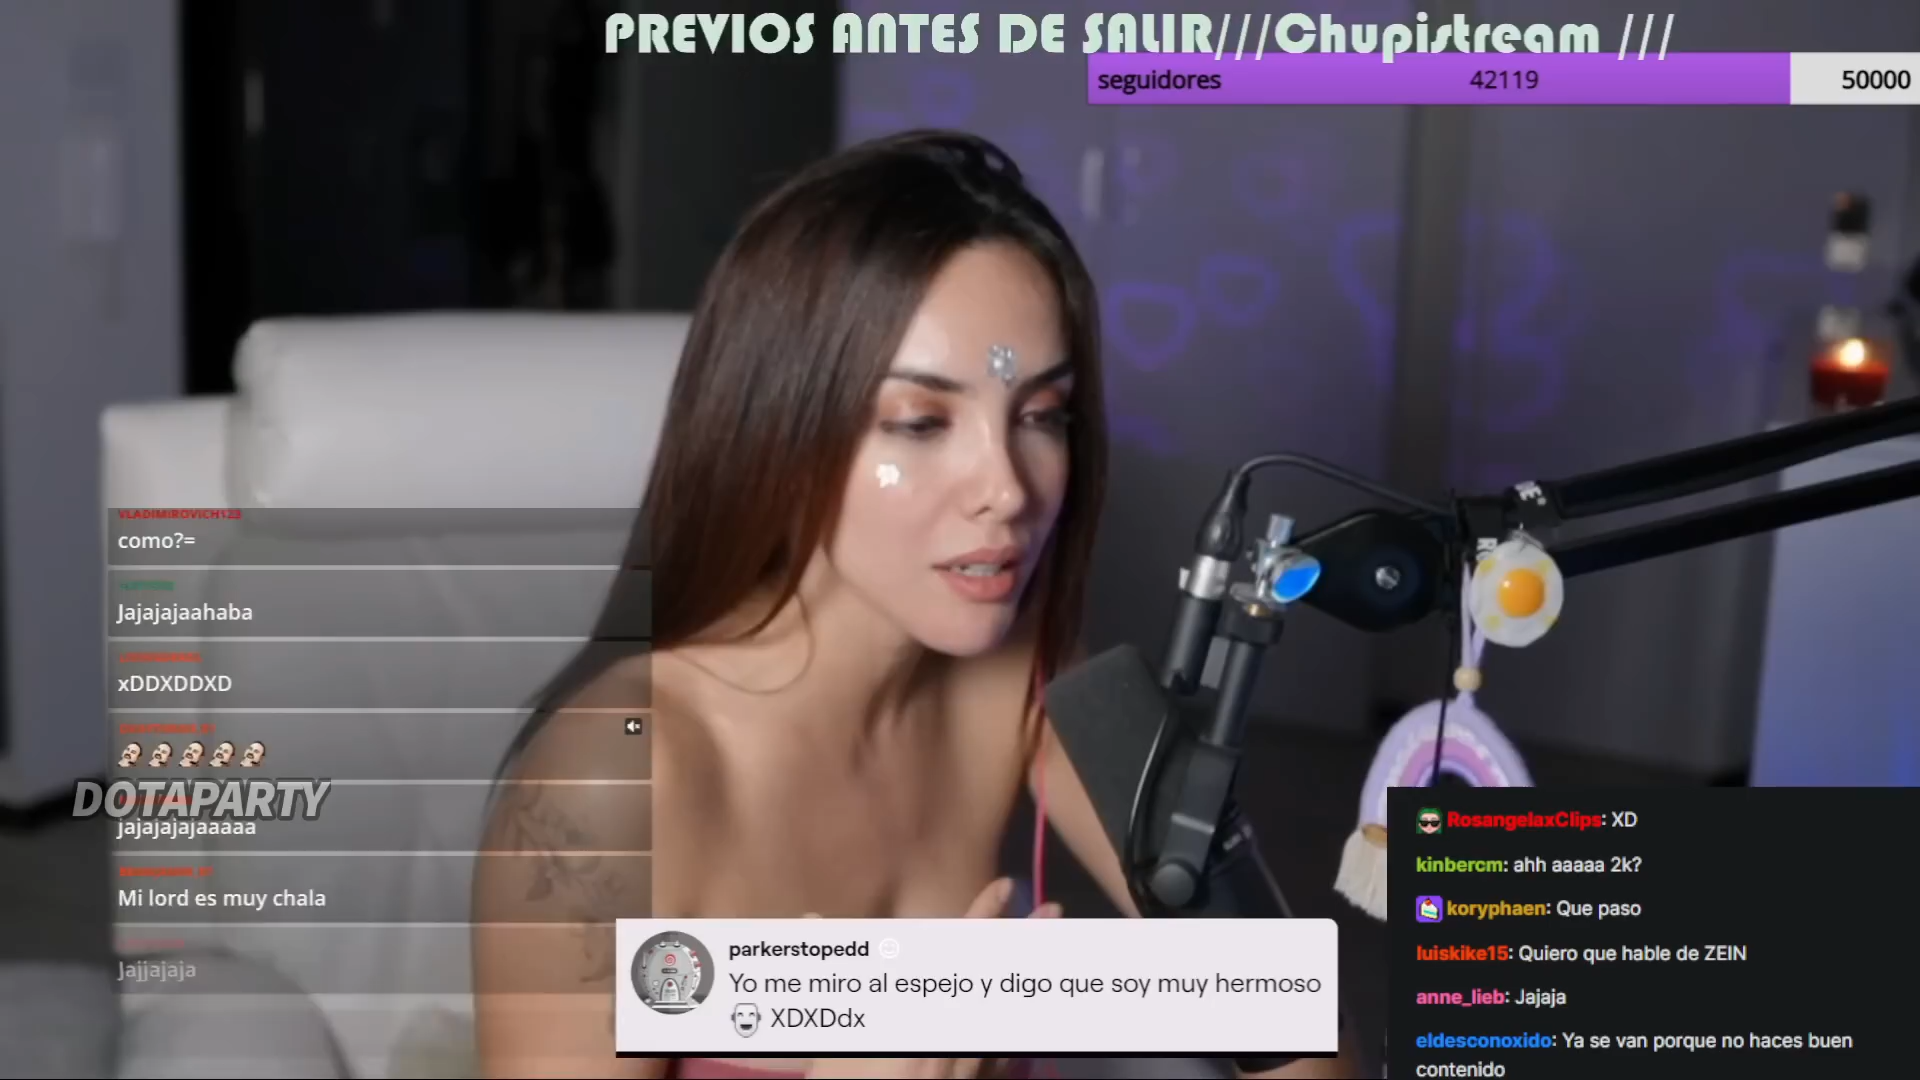 PREVIOS ANTES DE SALIR///Chupistream ///
seguidores 42119 50000
VLADIMIROVICH123
como?=
Jajajajaahaba
xDDXDDXD
DOTAPARTY
jajajajajaaaaa
Mi lord es muy chala
Jajjajaja
parkerstopedd
Yo me miro al espejo y digo que soy muy hermoso
XDXDdx
RosangelaxClips: XD
kinbercm: ahh aaaaa 2k?
koryphaen: Que paso
luiskike15: Quiero que hable de ZEIN
anne_lieb: Jajaja
eldesconoxido: Ya se van porque no haces buen
contenido